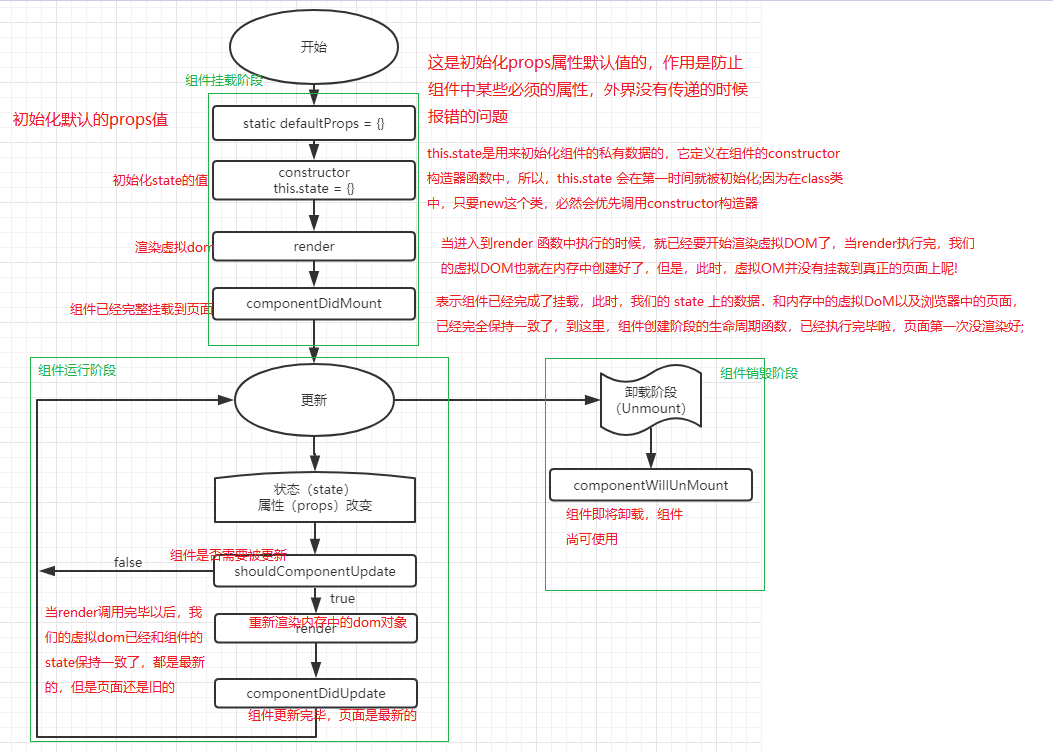 开始
组件挂载阶段
这是初始化props属性默认值的，作用是防止
组件中某些必须的属性，外界没有传递的时候
报错的问题
初始化默认的props值
static defaultProps = {}
this.state是用来初始化组件的私有数据的，它定义在组件的constructor
构造器函数中，所以，this.state 会在第一时间就被初始化;因为在class类
中，只要new这个类，必然会优先调用constructor构造器
初始化state的值
constructor
this.state = {}
渲染虚拟dom
render
当进入到render 函数中执行的时候，就已经要开始渲染虚拟DOM了，当render执行完，我们
的虚拟DOM也就在内存中创建好了，但是，此时，虚拟OM并没有挂裁到真正的页面上呢!
组件已经完整挂载到页面
componentDidMount
表示组件已经完成了挂载，此时，我们的 state 上的数据．和内存中的虚拟DoM以及浏览器中的页面，
已经完全保持一致了，到这里，组件创建阶段的生命周期函数，已经执行完毕啦，页面第一次没渲染好;
组件运行阶段
更新
组件销毁阶段
卸载阶段
（Unmount）
状态（state）
属性（props）改变
componentWillUnMount
组件即将卸载，组件
尚可使用
组件是否需要被更新
false
shouldComponentUpdate
true
重新渲染内存中的dom对象
render
当render调用完毕以后，我
们的虚拟dom已经和组件的
state保持一致了，都是最新
的，但是页面还是旧的
componentDidUpdate
组件更新完毕，页面是最新的